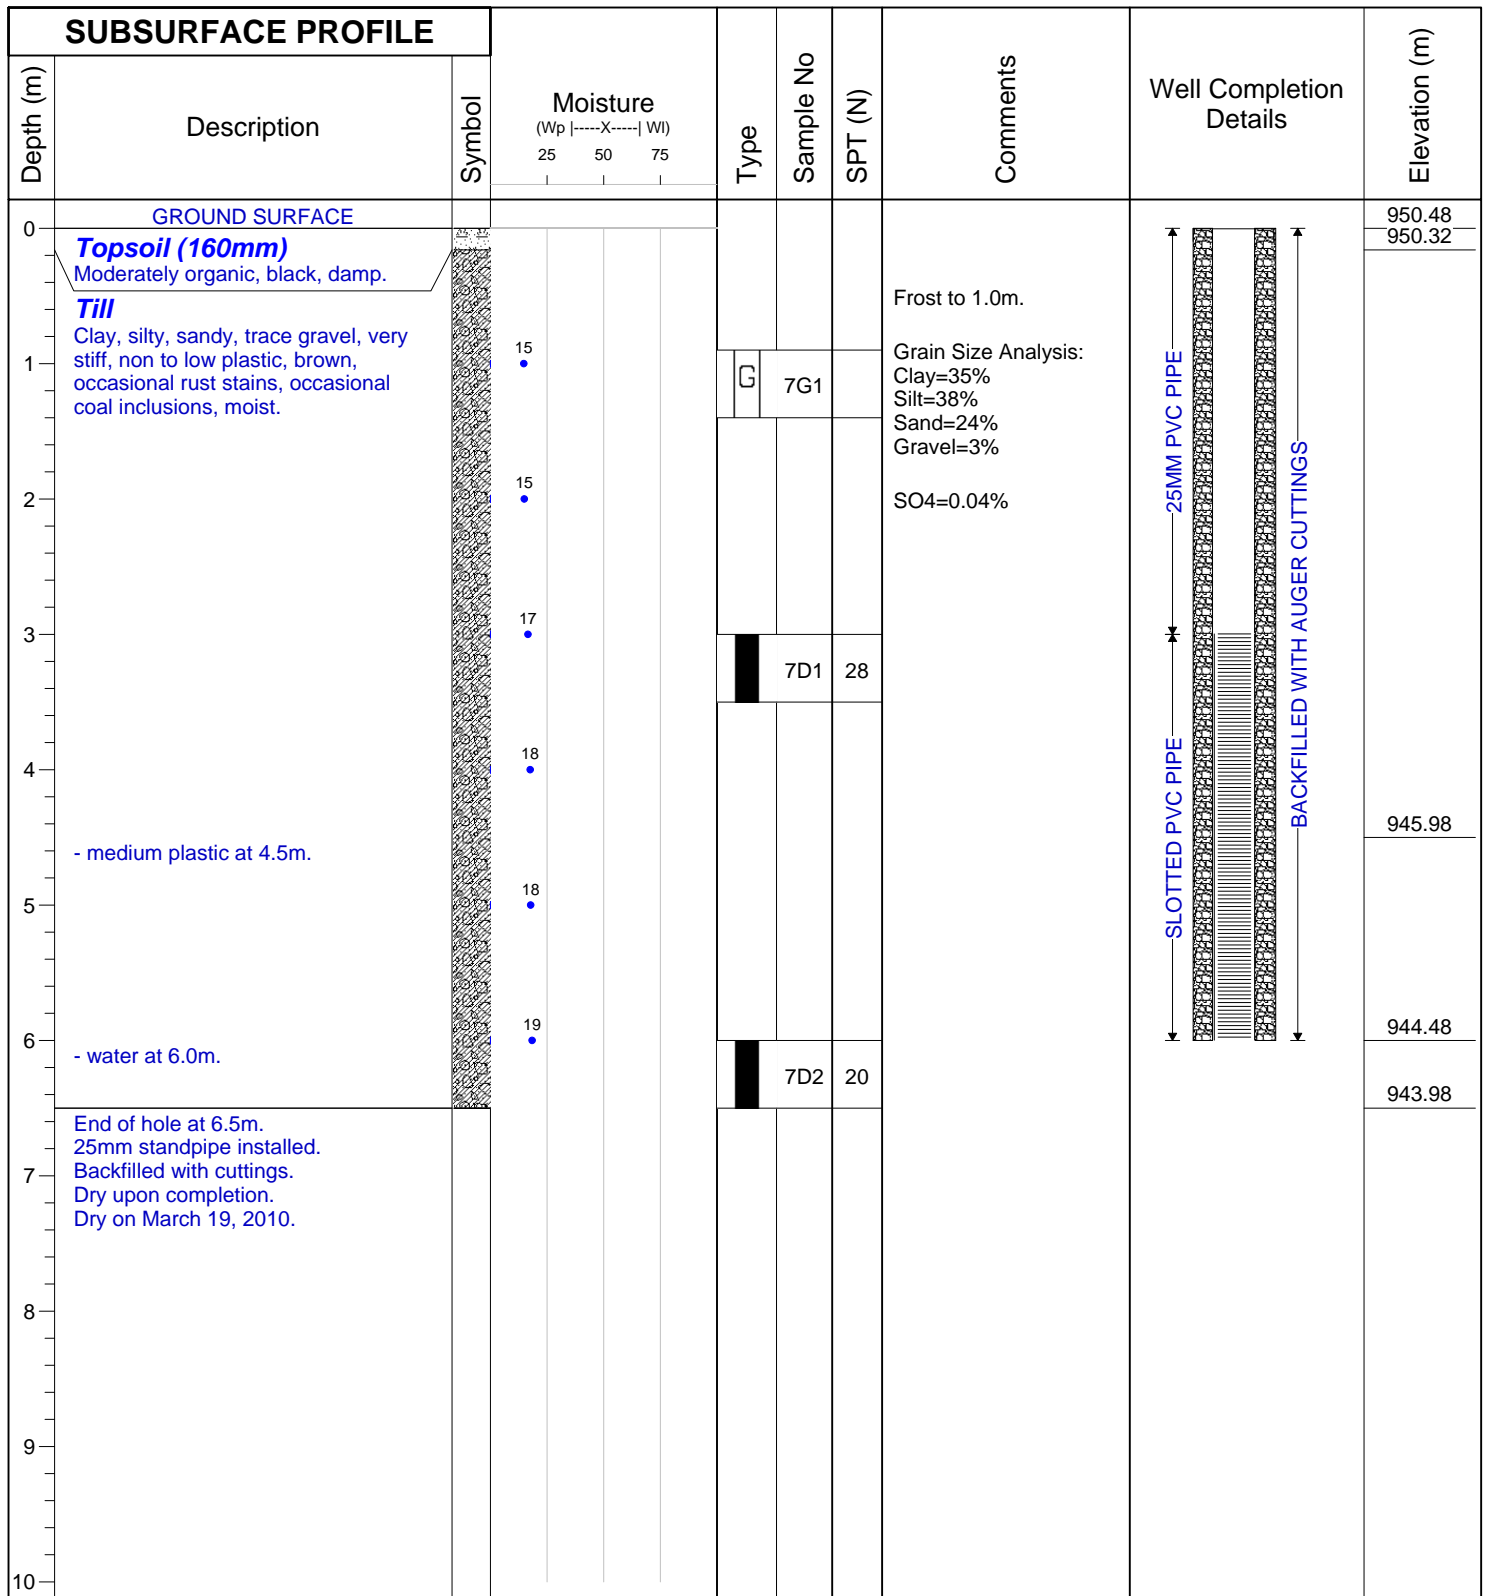 SUBSURFACE PROFILE
Depth (m)
Description
Symbol
Moisture
(Wp |-----X-----| Wl)
25 50 75
Type
Sample No
SPT (N)
Comments
Well Completion
Details
Elevation (m)
0
GROUND SURFACE
950.48
950.32
Topsoil (160mm)
Moderately organic, black, damp.
Till
Clay, silty, sandy, trace gravel, very
stiff, non to low plastic, brown,
occasional rust stains, occasional
coal inclusions, moist.
Frost to 1.0m.
Grain Size Analysis:
Clay=35%
Silt=38%
Sand=24%
Gravel=3%
SO4=0.04%
1
15
G
7G1
2
15
25MM PVC PIPE
BACKFILLED WITH AUGER CUTTINGS
3
17
7D1
28
4
18
SLOTTED PVC PIPE
- medium plastic at 4.5m.
945.98
5
18
6
19
- water at 6.0m.
944.48
7D2
20
943.98
End of hole at 6.5m.
25mm standpipe installed.
Backfilled with cuttings.
Dry upon completion.
Dry on March 19, 2010.
7
8
9
10